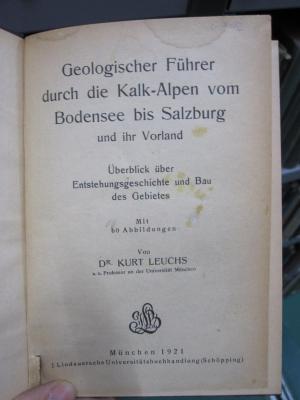 Geologischer Führer
durch die Kalk-Alpen vom
Bodensee bis Salzburg
und ihr Vorland
Überblick über
Entstehungsgeschichte und Bau
des Gebietes
Mit
60 Abbildungen
Von
DR. KURT LEUCHS
a. o. Professor an der Universität München
München 1921
J. Lindauersche Universitätsbuchhandlung (Schöpping)